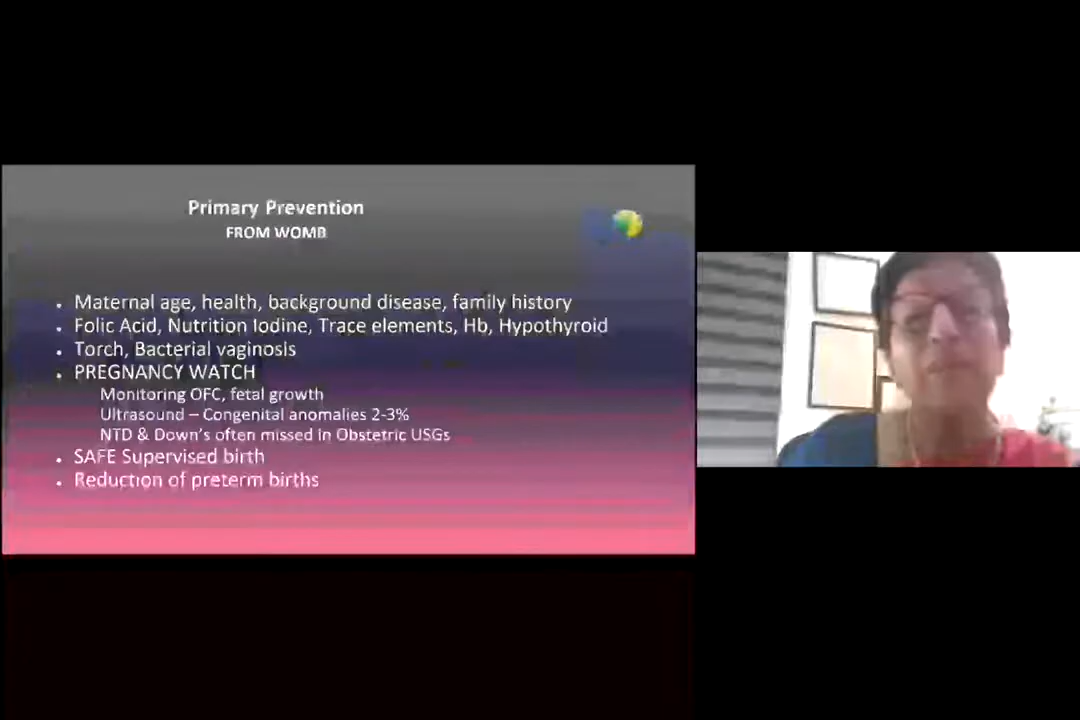 Primary Prevention
FROM WOMB
• Maternal age, health, background disease, family history
• Folic Acid, Nutrition Iodine, Trace elements, Hb, Hypothyroid
• Torch, Bacterial vaginosis
• PREGNANCY WATCH
Monitoring OFC, fetal growth
Ultrasound – Congenital anomalies 2-3%
NTD & Down's often missed in Obstetric USGs
• SAFE Supervised birth
• Reduction of preterm births